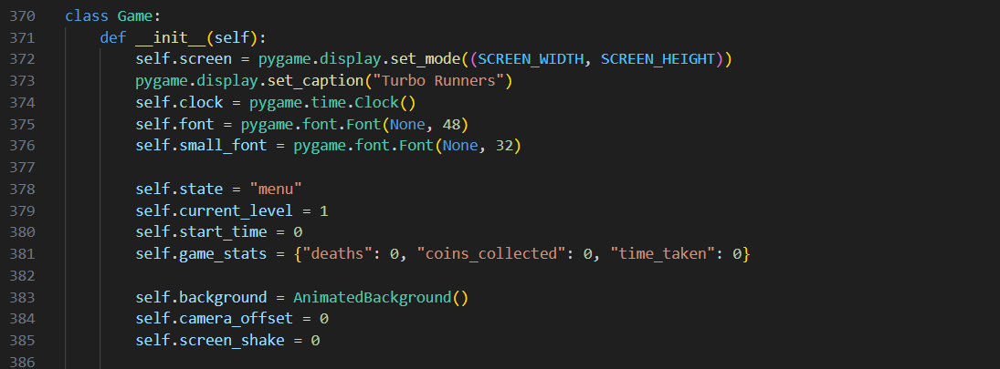 370 class Game:
371     def __init__(self):
372         self.screen = pygame.display.set_mode((SCREEN_WIDTH, SCREEN_HEIGHT))
373         pygame.display.set_caption("Turbo Runners")
374         self.clock = pygame.time.Clock()
375         self.font = pygame.font.Font(None, 48)
376         self.small_font = pygame.font.Font(None, 32)
377
378         self.state = "menu"
379         self.current_level = 1
380         self.start_time = 0
381         self.game_stats = {"deaths": 0, "coins_collected": 0, "time_taken": 0}
382
383         self.background = AnimatedBackground()
384         self.camera_offset = 0
385         self.screen_shake = 0
386